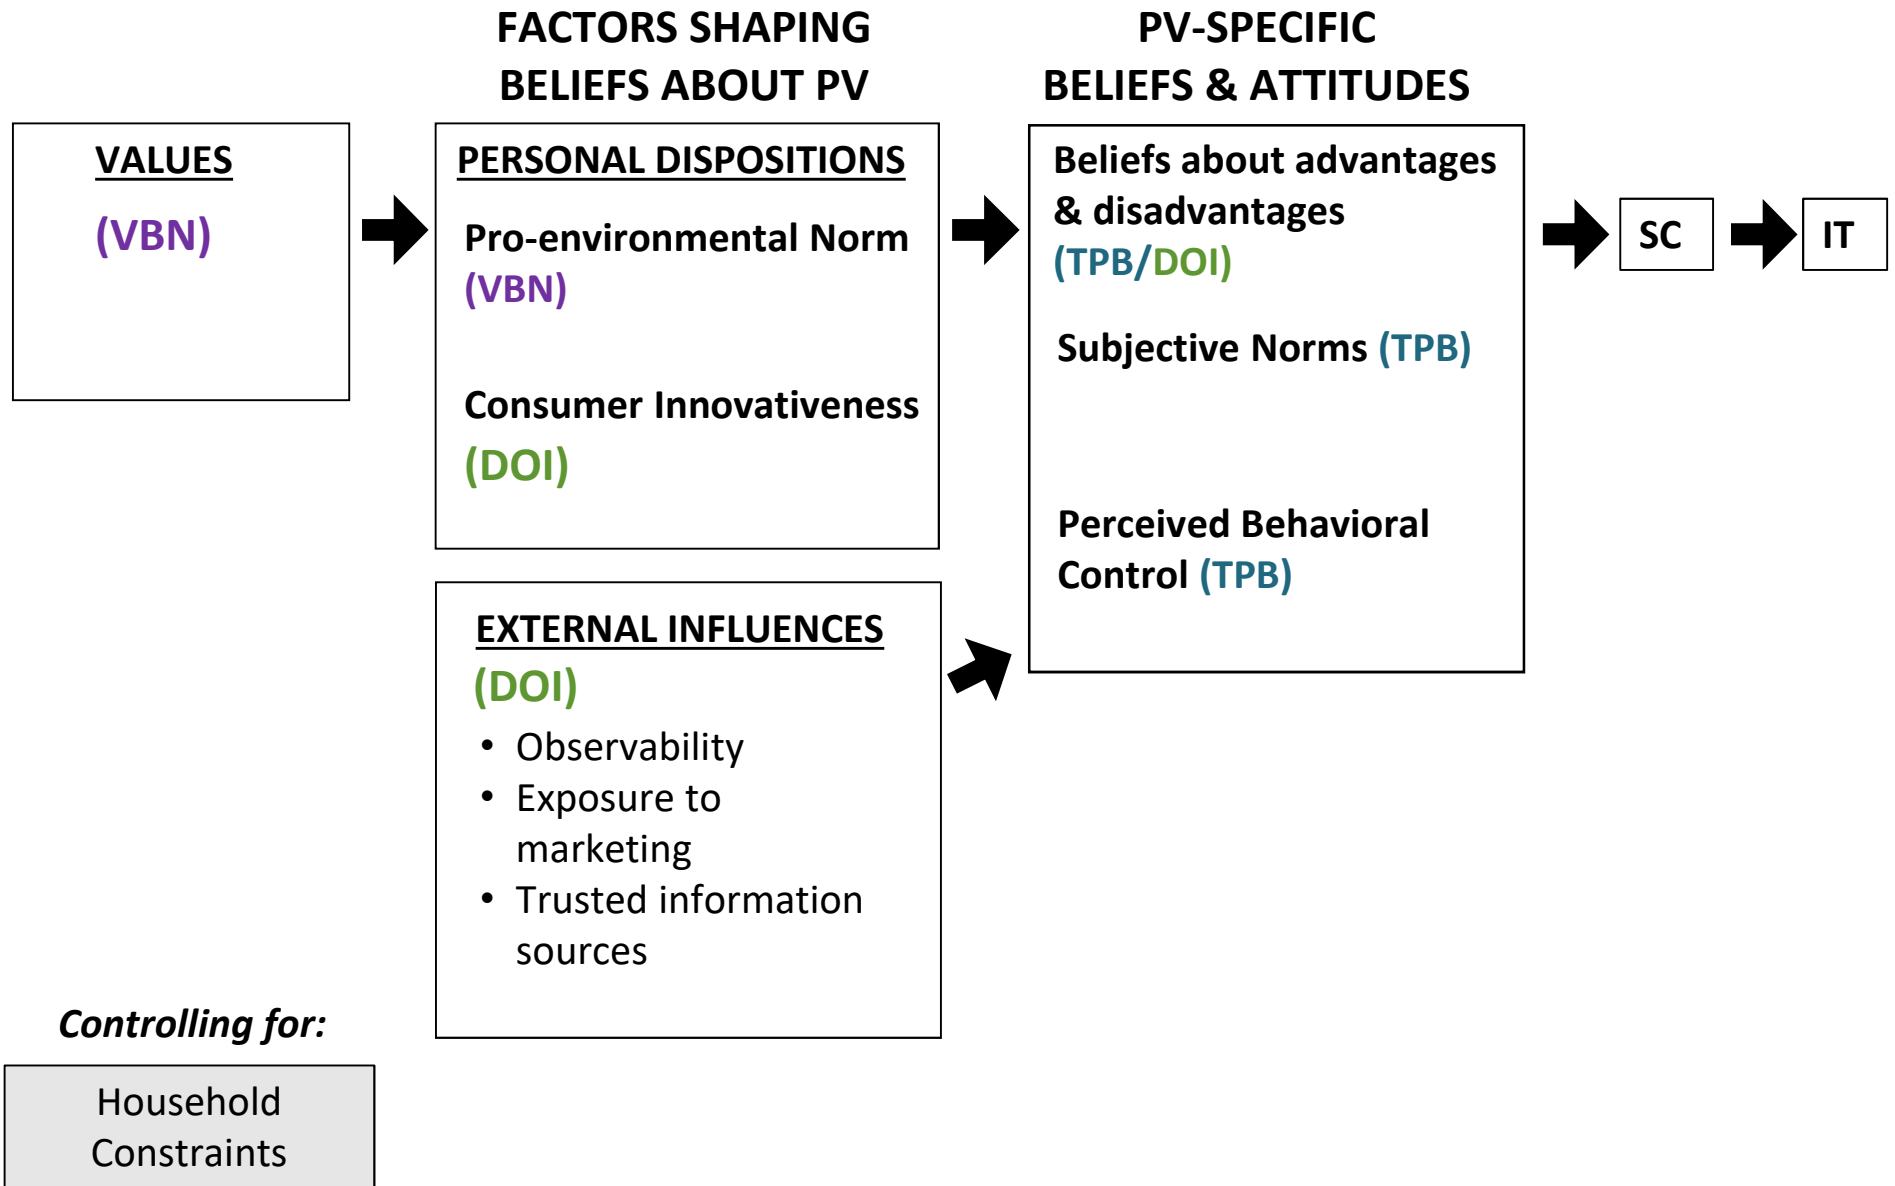 FACTORS SHAPING
BELIEFS ABOUT PV
PV-SPECIFIC
BELIEFS & ATTITUDES
VALUES
(VBN)
PERSONAL DISPOSITIONS
Pro-environmental Norm
(VBN)
Consumer Innovativeness
(DOI)
EXTERNAL INFLUENCES
(DOI)
• Observability
• Exposure to
marketing
• Trusted information
sources
Beliefs about advantages
& disadvantages
(TPB/DOI)
Subjective Norms (TPB)
Perceived Behavioral
Control (TPB)
SC
IT
Controlling for:
Household
Constraints